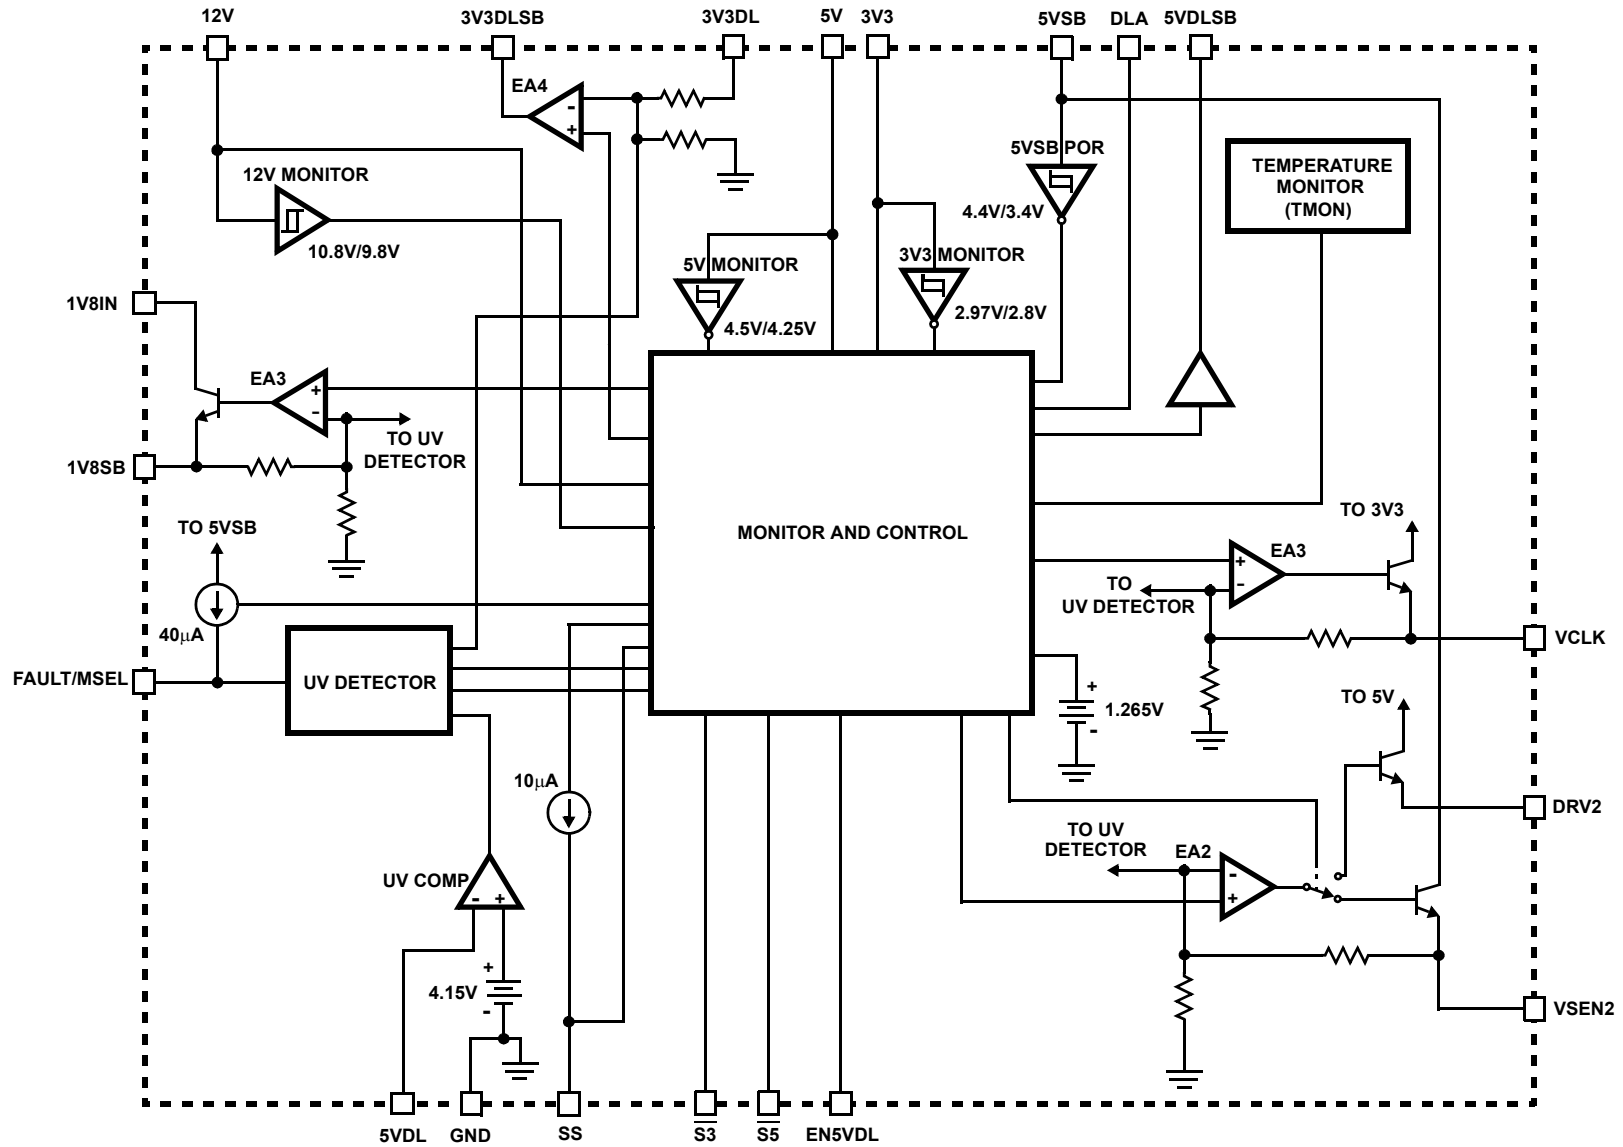 12V
3V3DLSB
3V3DL
5V
3V3
5VSB
DLA
5VDLSB
EA4
-
+
12V MONITOR
10.8V/9.8V
5VSB POR
4.4V/3.4V
TEMPERATURE
MONITOR
(TMON)
5V MONITOR
4.5V/4.25V
3V3 MONITOR
2.97V/2.8V
1V8IN
EA3
+
-
TO UV
DETECTOR
1V8SB
TO 5VSB
40µA
FAULT/MSEL
UV DETECTOR
MONITOR AND CONTROL
TO 3V3
EA3
+
-
TO
UV DETECTOR
VCLK
+
1.265V
-
TO 5V
DRV2
10µA
TO UV
DETECTOR
EA2
-
+
UV COMP
- +
+
4.15V
-
VSEN2
5VDL
GND
SS
S̅3̅
S̅5̅
EN5VDL